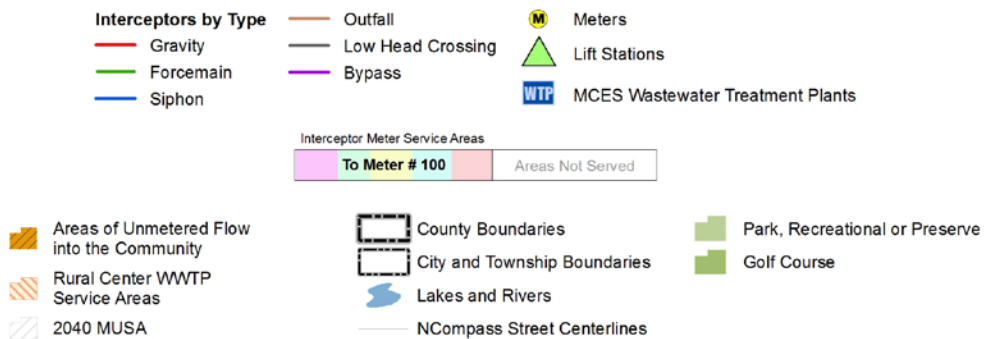 Interceptors by Type
Gravity
Forcemain
Siphon
Outfall
Low Head Crossing
Bypass
M Meters
Lift Stations
WTP MCES Wastewater Treatment Plants
Interceptor Meter Service Areas
To Meter # 100
Areas Not Served
Areas of Unmetered Flow
into the Community
Rural Center WWTP
Service Areas
2040 MUSA
County Boundaries
City and Township Boundaries
Lakes and Rivers
NCompass Street Centerlines
Park, Recreational or Preserve
Golf Course